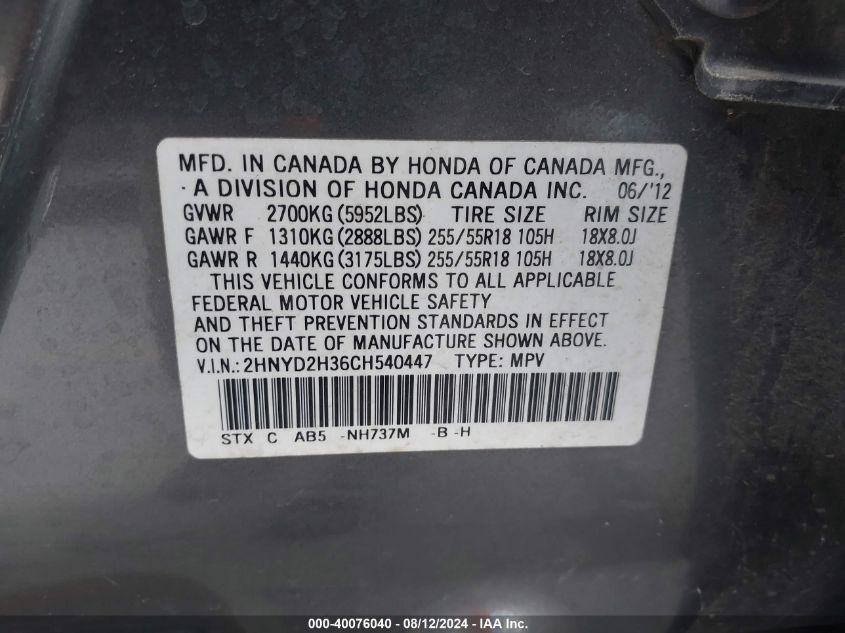 MFD. IN CANADA BY HONDA OF CANADA MFG.,
· A DIVISION OF HONDA CANADA INC. 06/'12
GVWR 2700KG (5952LBS) TIRE SIZE RIM SIZE
GAWR F 1310KG (2888LBS) 255/55R18 105H 18X8.0J
GAWR R 1440KG (3175LBS) 255/55R18 105H 18X8.0J
THIS VEHICLE CONFORMS TO ALL APPLICABLE
FEDERAL MOTOR VEHICLE SAFETY
AND THEFT PREVENTION STANDARDS IN EFFECT
ON THE DATE OF MANUFACTURE SHOWN ABOVE.
V.I.N.: 2HNYD2H36CH540447 TYPE: MPV
STX C AB5 -NH737M -B -H
000-40076040 - 08/12/2024 - IAA Inc.